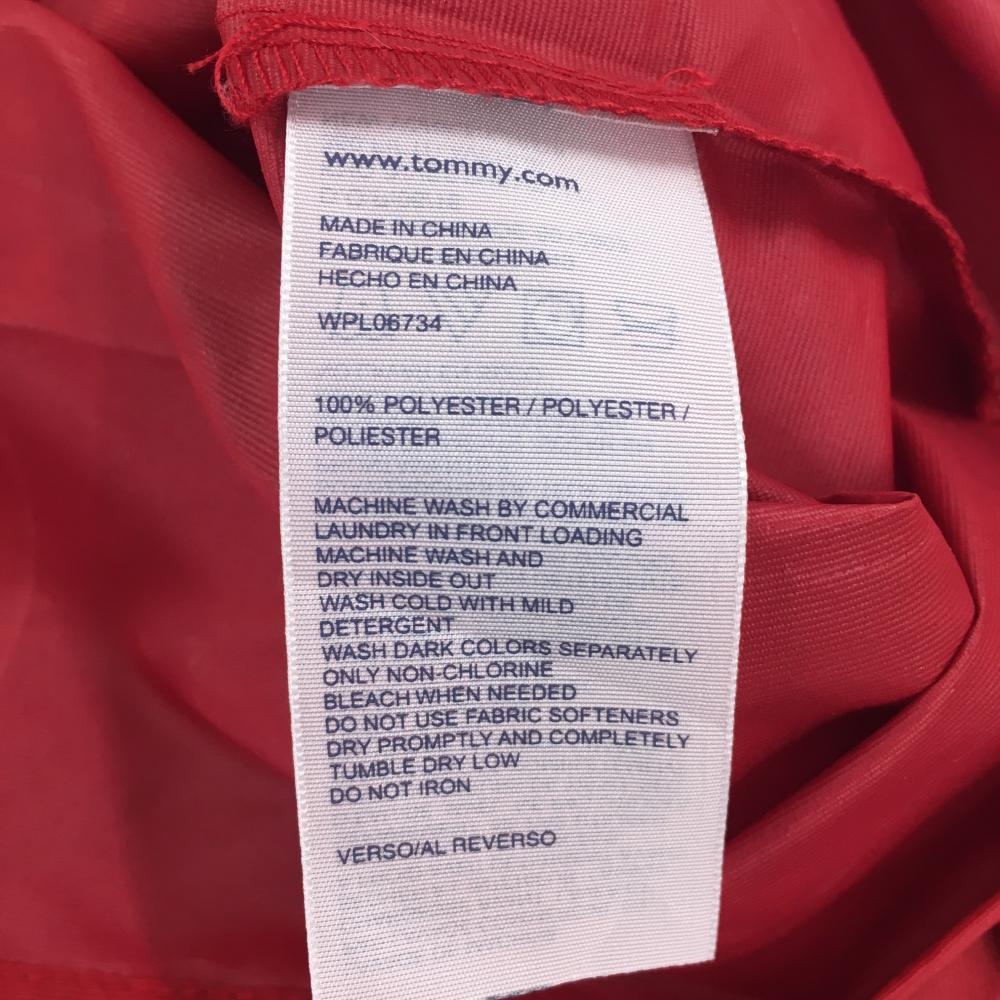 www.tommy.com
MADE IN CHINA
FABRIQUE EN CHINA
HECHO EN CHINA
WPL06734
100% POLYESTER / POLYESTER /
POLIESTER
MACHINE WASH BY COMMERCIAL
LAUNDRY IN FRONT LOADING
MACHINE WASH AND
DRY INSIDE OUT
WASH COLD WITH MILD
DETERGENT
WASH DARK COLORS SEPARATELY
ONLY NON-CHLORINE
BLEACH WHEN NEEDED
DO NOT USE FABRIC SOFTENERS
DRY PROMPTLY AND COMPLETELY
TUMBLE DRY LOW
DO NOT IRON
VERSO/AL REVERSO